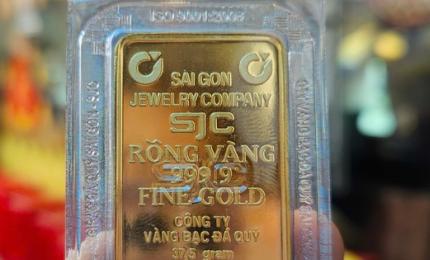 ISO 9001:2008
SÀI GON
JEWELRY COMPANY
SJC
RỒNG VÀNG
999,9
FINE GOLD
CÔNG TY
VÀNG BẠC ĐÁ QUÝ
37,5 gram